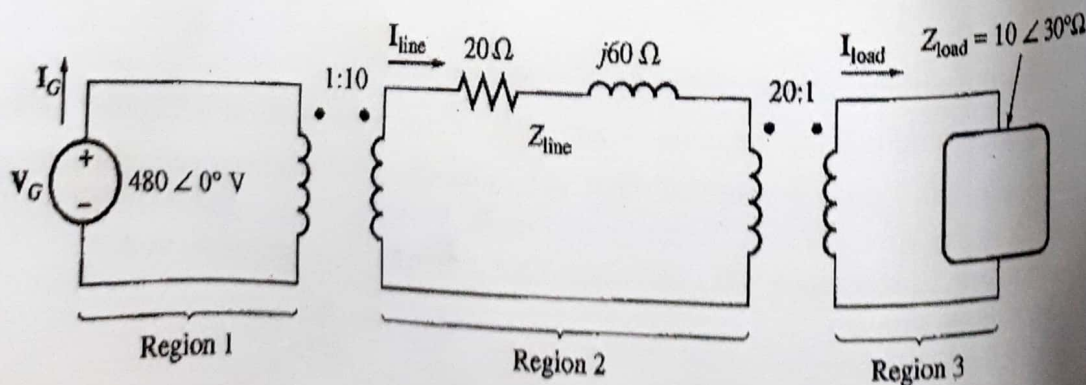 I_G
1:10
I_line
20 Ω
j60 Ω
Z_line
20:1
I_load
Z_load = 10 ∠ 30°Ω
V_G
+
−
480 ∠ 0° V
Region 1
Region 2
Region 3